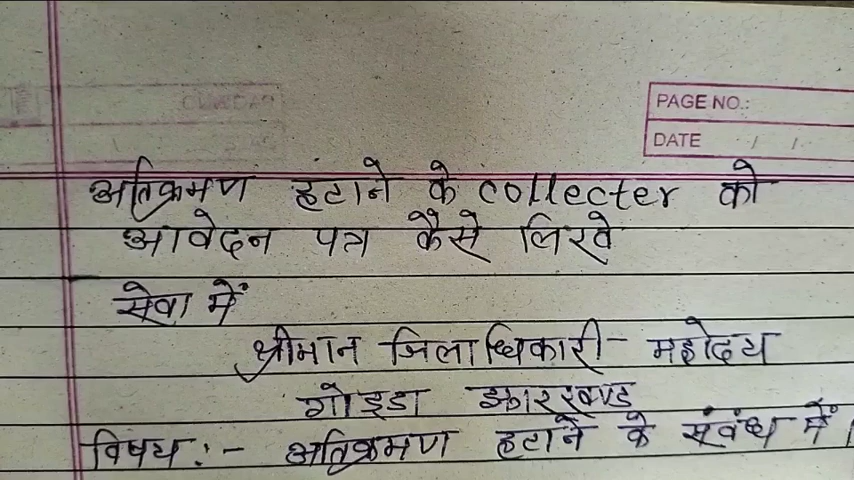 PAGE NO.:
DATE / /
अतिक्रमण हटाने के collecter को
आवेदन पत्र कैसे लिखे
सेवा में
श्रीमान जिलाधिकारी- महोदय
गोड्डा झारखण्ड
विषय :- अतिक्रमण हटाने के संबंध में।